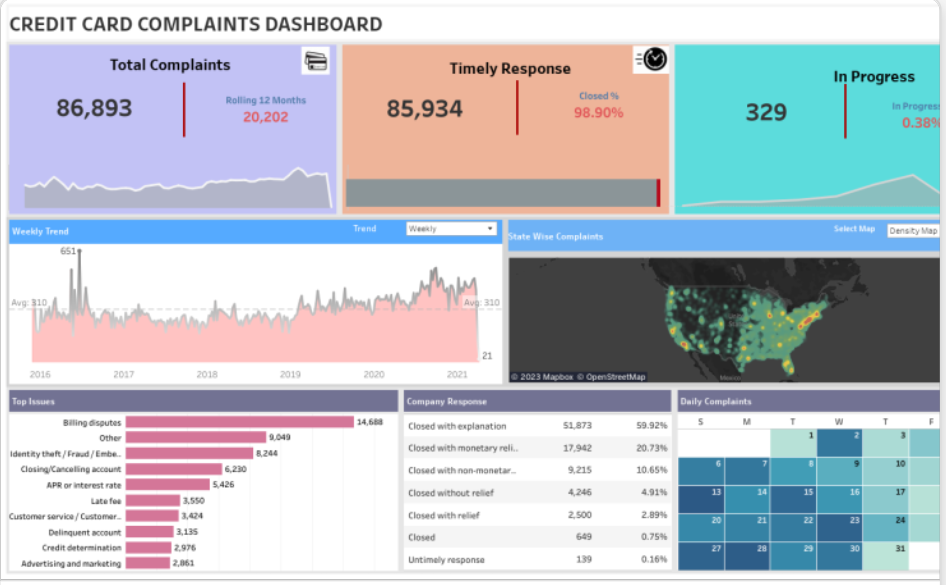 CREDIT CARD COMPLAINTS DASHBOARD
Total Complaints
86,893
Rolling 12 Months
20,202
Timely Response
85,934
Closed %
98.90%
In Progress
329
In Progress
0.38%
Weekly Trend
Trend
Weekly
651
Avg: 310
Avg: 310
21
2016 2017 2018 2019 2020 2021
State Wise Complaints
Select Map
Density Map
Mexico
© 2023 Mapbox © OpenStreetMap
Top Issues
Billing disputes 14,688
Other 9,049
Identity theft / Fraud / Embe.. 8,244
Closing/Cancelling account 6,230
APR or interest rate 5,426
Late fee 3,550
Customer service / Customer.. 3,424
Delinquent account 3,135
Credit determination 2,976
Advertising and marketing 2,861
Company Response
Closed with explanation 51,873 59.92%
Closed with monetary reli.. 17,942 20.73%
Closed with non-monetar.. 9,215 10.65%
Closed without relief 4,246 4.91%
Closed with relief 2,500 2.89%
Closed 649 0.75%
Untimely response 139 0.16%
Daily Complaints
S M T W T F
1 2 3
6 7 8 9 10
13 14 15 16 17
20 21 22 23 24
27 28 29 30 31